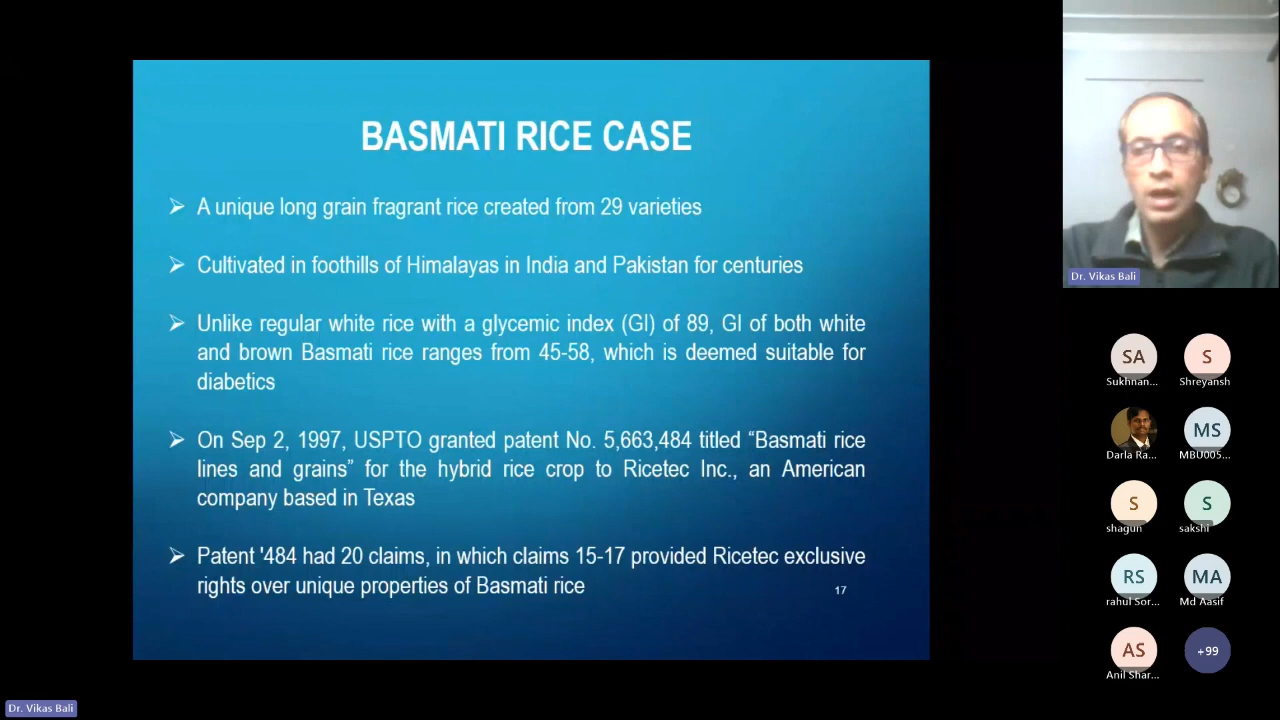 BASMATI RICE CASE
➢ A unique long grain fragrant rice created from 29 varieties
➢ Cultivated in foothills of Himalayas in India and Pakistan for centuries
➢ Unlike regular white rice with a glycemic index (GI) of 89, GI of both white
and brown Basmati rice ranges from 45-58, which is deemed suitable for
diabetics
➢ On Sep 2, 1997, USPTO granted patent No. 5,663,484 titled “Basmati rice
lines and grains” for the hybrid rice crop to Ricetec Inc., an American
company based in Texas
➢ Patent '484 had 20 claims, in which claims 15-17 provided Ricetec exclusive
rights over unique properties of Basmati rice
17
Dr. Vikas Bali
SA
S
Sukhnan...
Shreyansh
MS
Darla Ra...
MBU005...
S
S
shagun
sakshi
RS
MA
rahul Sor...
Md Aasif
AS
+99
Anil Shar...
Dr. Vikas Bali